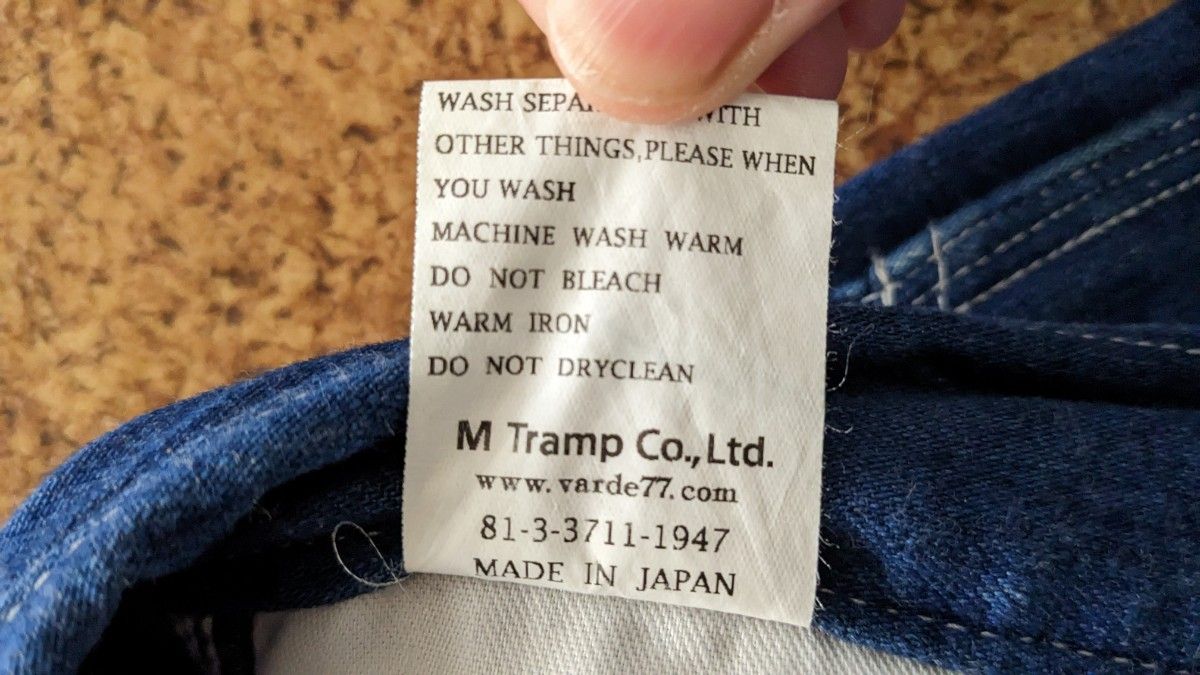 WASH WITH
OTHER THINGS,PLEASE WHEN
YOU WASH
MACHINE WASH WARM
DO NOT BLEACH
WARM IRON
DO NOT DRYCLEAN
M Tramp Co.,Ltd.
www.varde77.com
81-3-3711-1947
MADE IN JAPAN